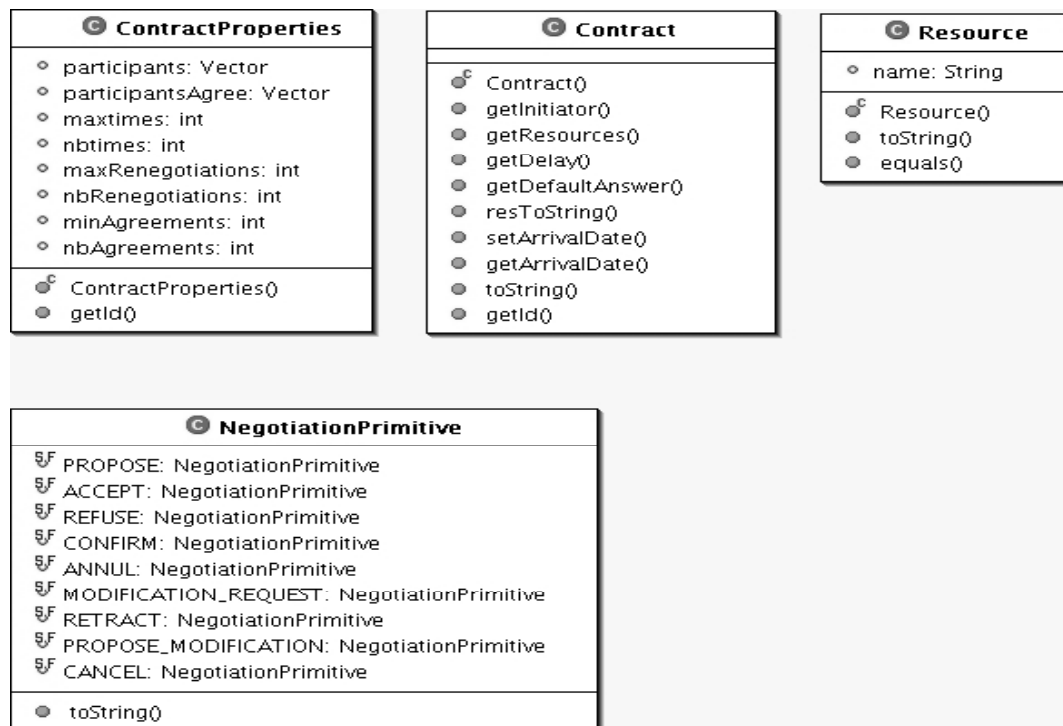 C ContractProperties
participants: Vector
participantsAgree: Vector
maxtimes: int
nbtimes: int
maxRenegotiations: int
nbRenegotiations: int
minAgreements: int
nbAgreements: int
C ContractProperties()
getId()
C Contract
C Contract()
getInitiator()
getResources()
getDelay()
getDefaultAnswer()
resToString()
setArrivalDate()
getArrivalDate()
toString()
getId()
C Resource
name: String
C Resource()
toString()
equals()
C NegotiationPrimitive
S F PROPOSE: NegotiationPrimitive
S F ACCEPT: NegotiationPrimitive
S F REFUSE: NegotiationPrimitive
S F CONFIRM: NegotiationPrimitive
S F ANNUL: NegotiationPrimitive
S F MODIFICATION_REQUEST: NegotiationPrimitive
S F RETRACT: NegotiationPrimitive
S F PROPOSE_MODIFICATION: NegotiationPrimitive
S F CANCEL: NegotiationPrimitive
toString()